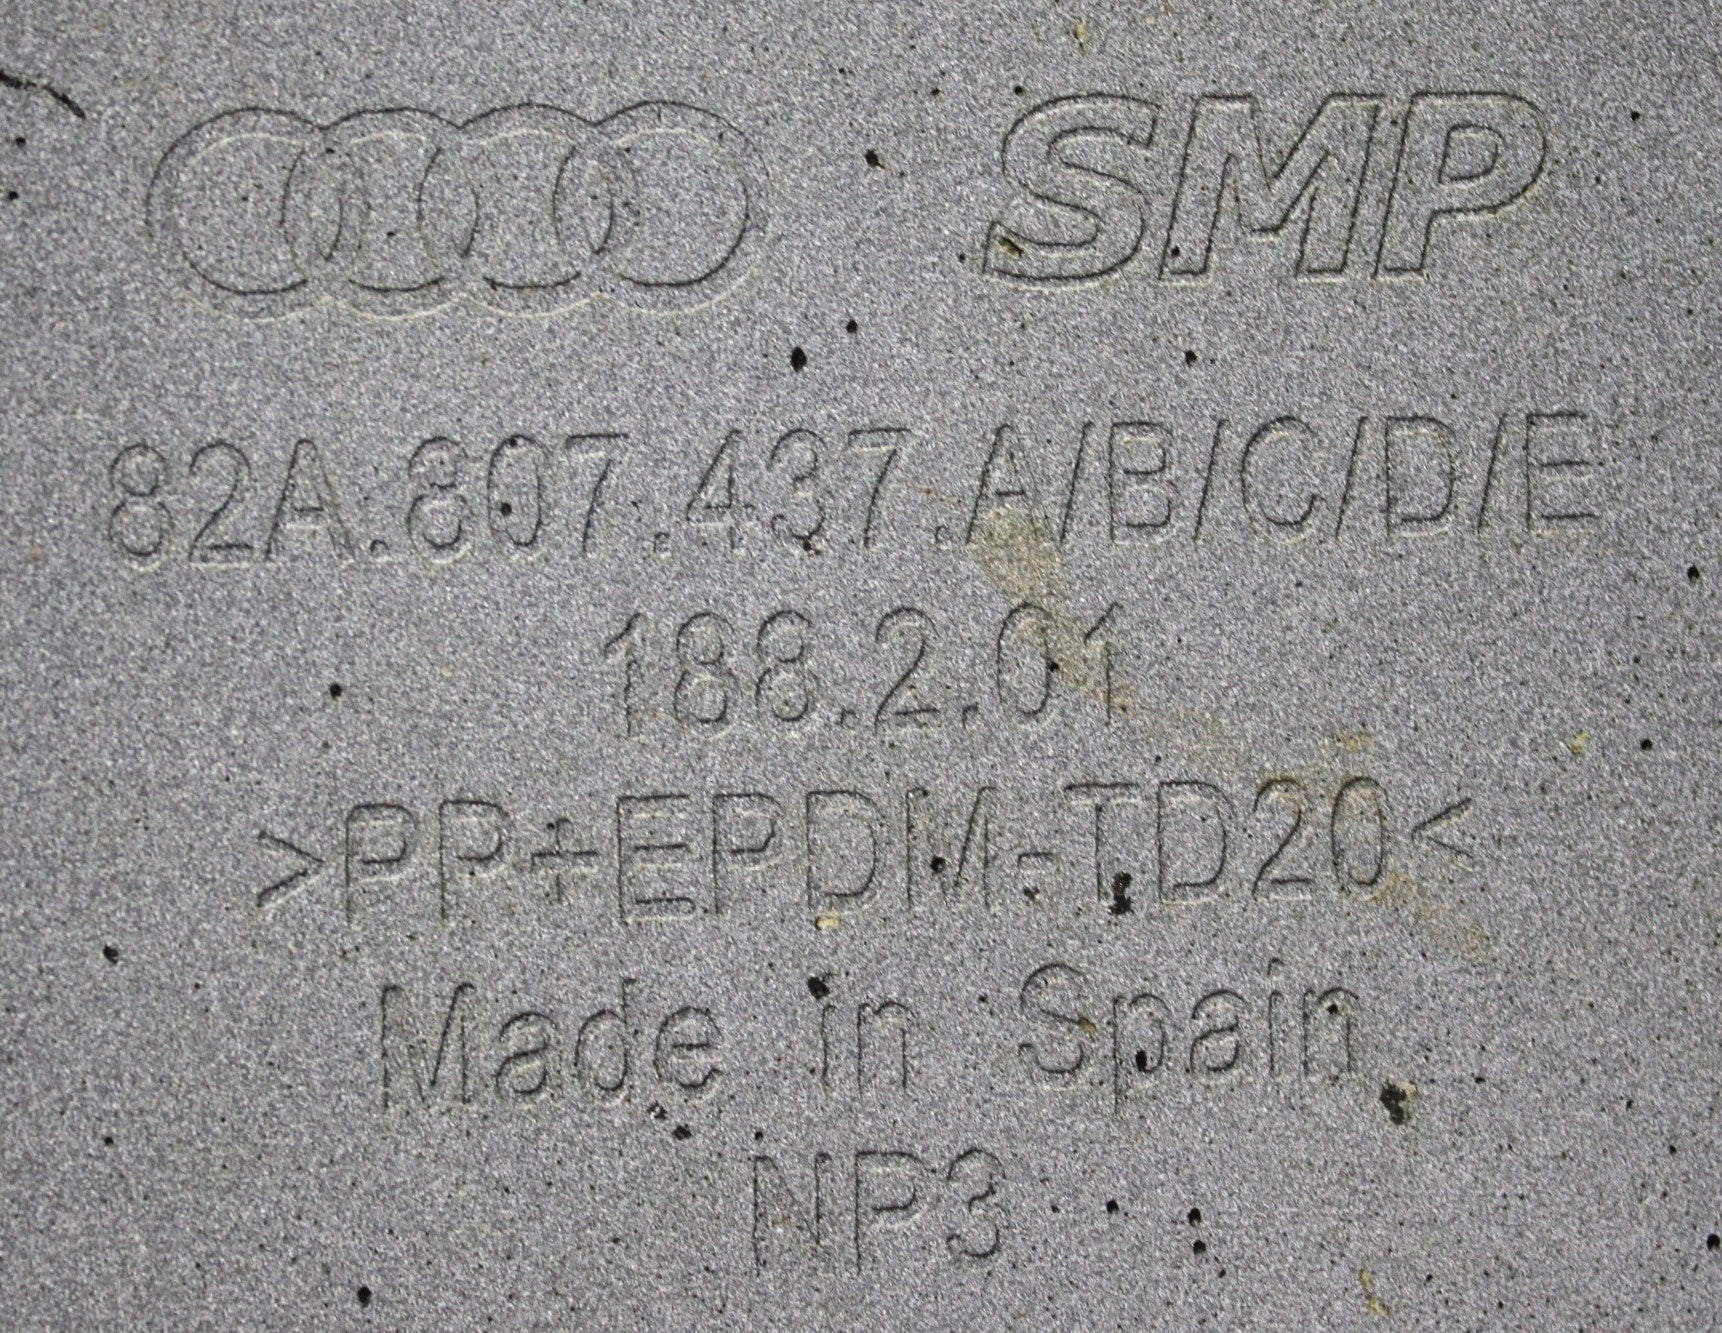 SMP
82A.807.437.A/B/C/D/E
188.2.01
>PP+EPDM-TD20<
Made in Spain
NP3